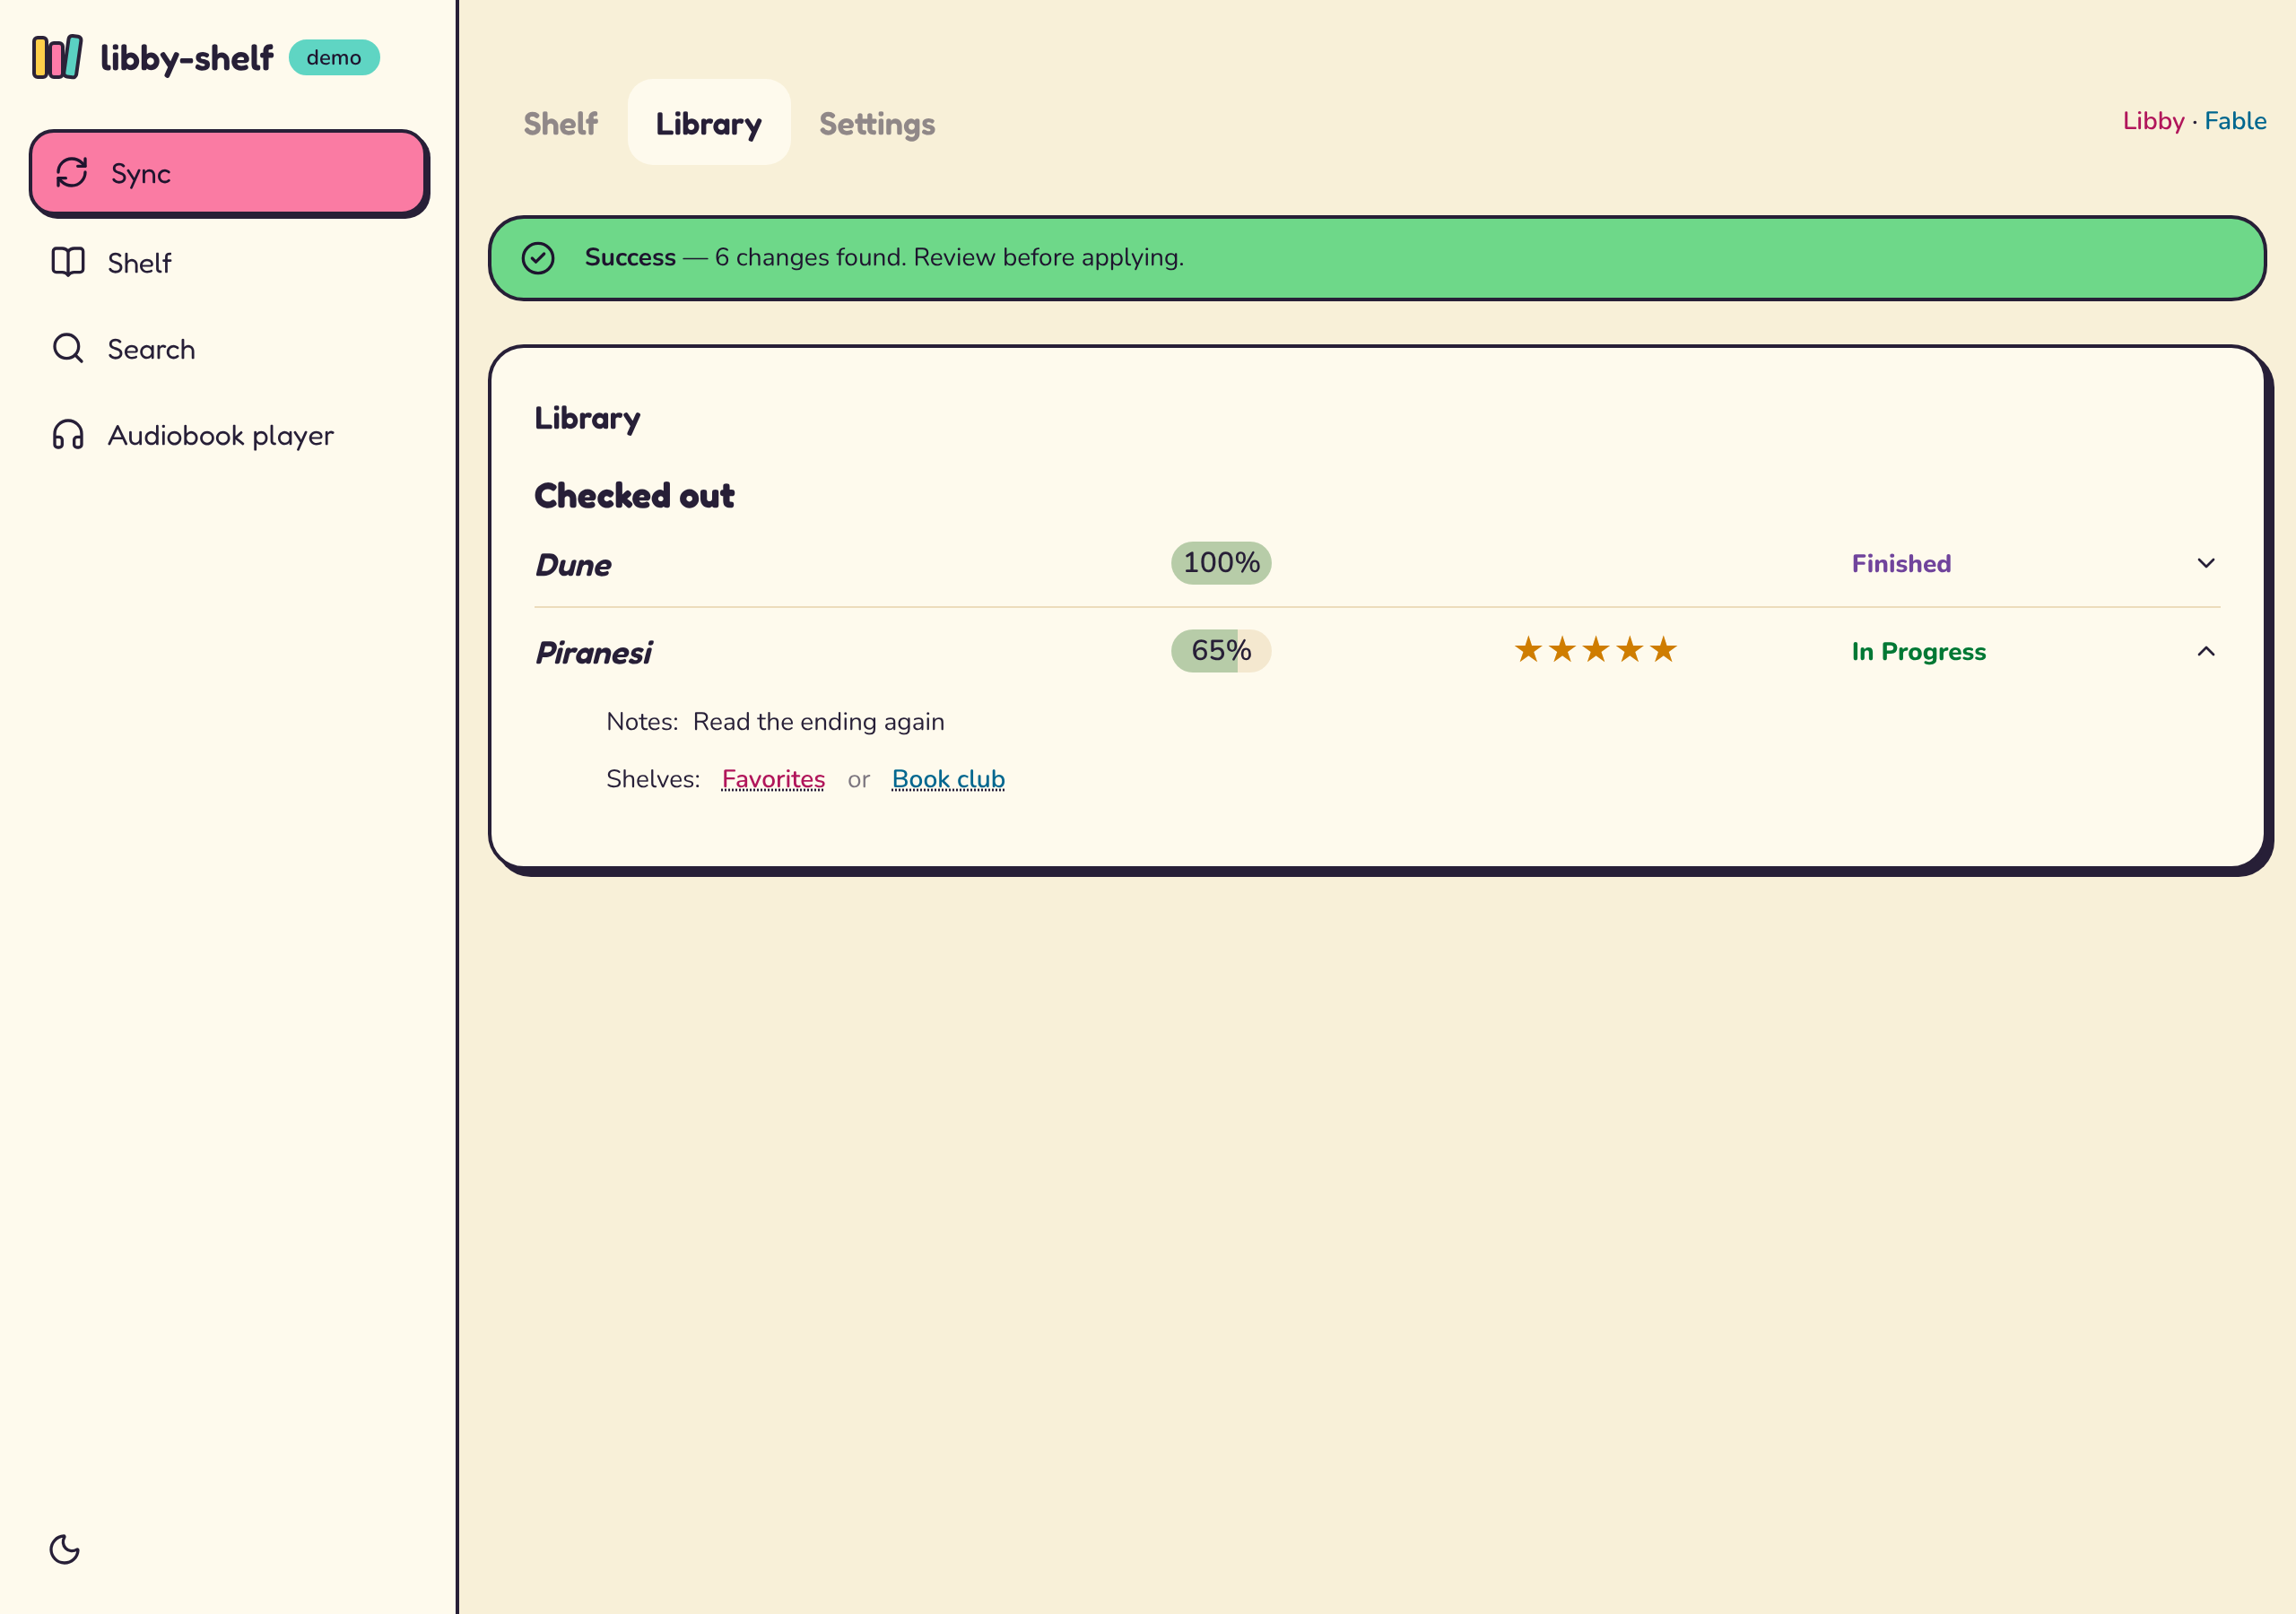 libby-shelf demo
Sync
Shelf
Search
Audiobook player
Shelf Library Settings
Libby · Fable
Success — 6 changes found. Review before applying.
Library
Checked out
Dune 100% Finished
Piranesi 65% ★★★★★ In Progress
Notes: Read the ending again
Shelves: Favorites or Book club